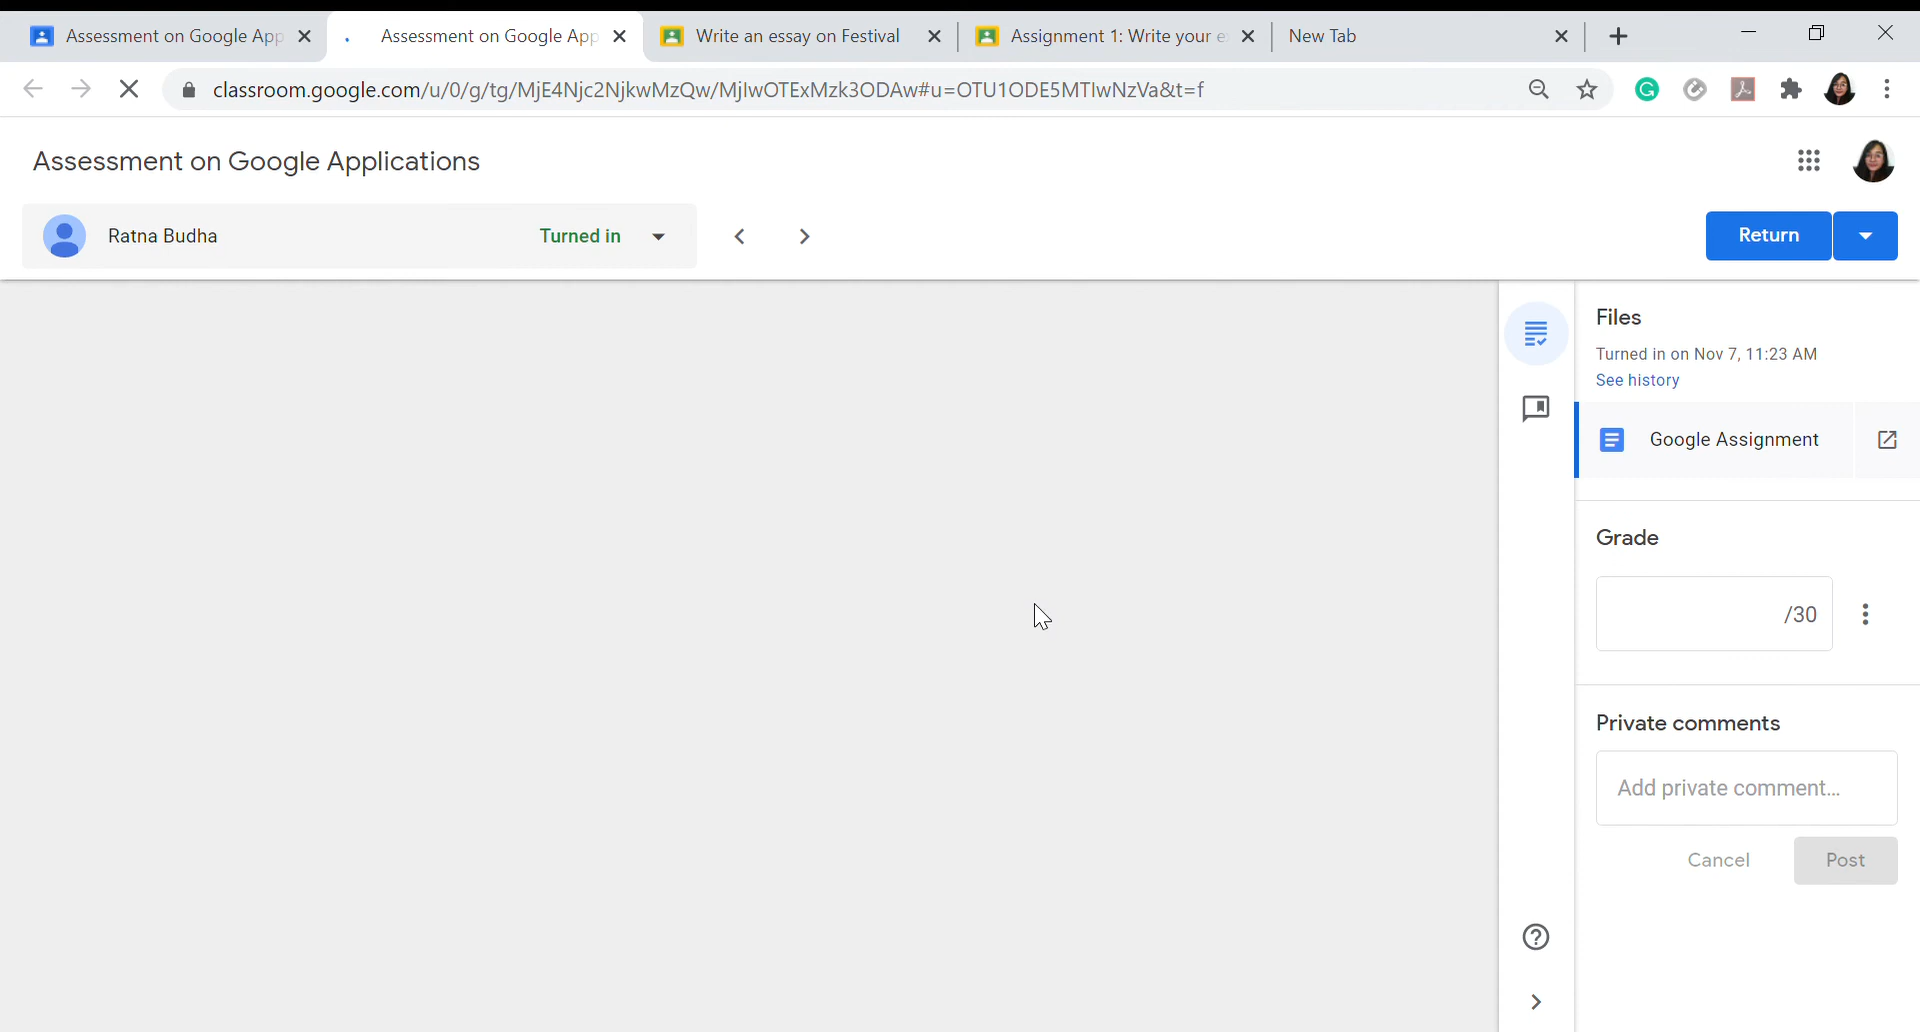 Assessment on Google App
Assessment on Google App
Write an essay on Festival
Assignment 1: Write your e
New Tab
classroom.google.com/u/0/g/tg/MjE4Njc2NjkwMzQw/MjIwOTExMzk3ODAw#u=OTU1ODE5MTIwNzVa&t=f
Assessment on Google Applications
Ratna Budha
Turned in
Return
Files
Turned in on Nov 7, 11:23 AM
See history
Google Assignment
Grade
/30
Private comments
Add private comment...
Cancel
Post